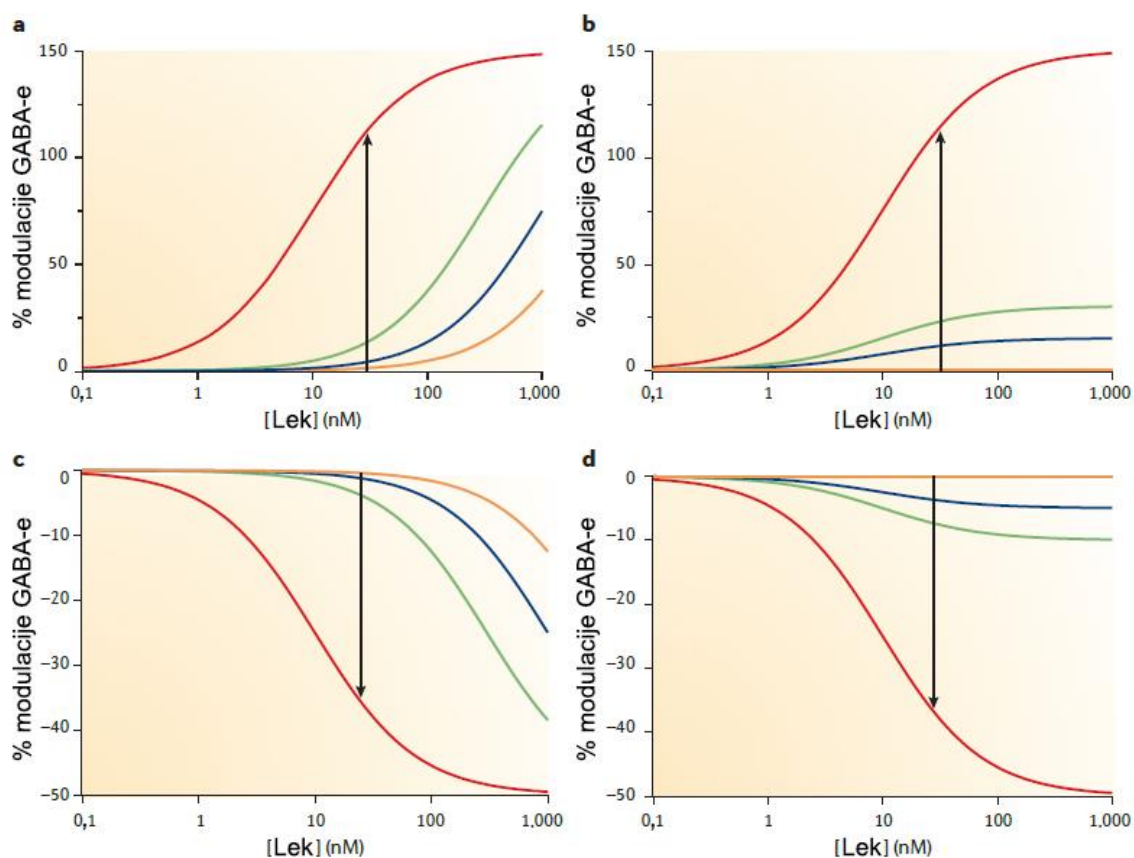 a
150
100
50
0
% modulacije GABA-e
0,1 1 10 100 1,000
[Lek] (nM)
b
150
100
50
0
% modulacije GABA-e
0,1 1 10 100 1,000
[Lek] (nM)
c
0
–10
–20
–30
–40
–50
% modulacije GABA-e
0,1 1 10 100 1,000
[Lek] (nM)
d
0
–10
–20
–30
–40
–50
% modulacije GABA-e
0,1 1 10 100 1,000
[Lek] (nM)